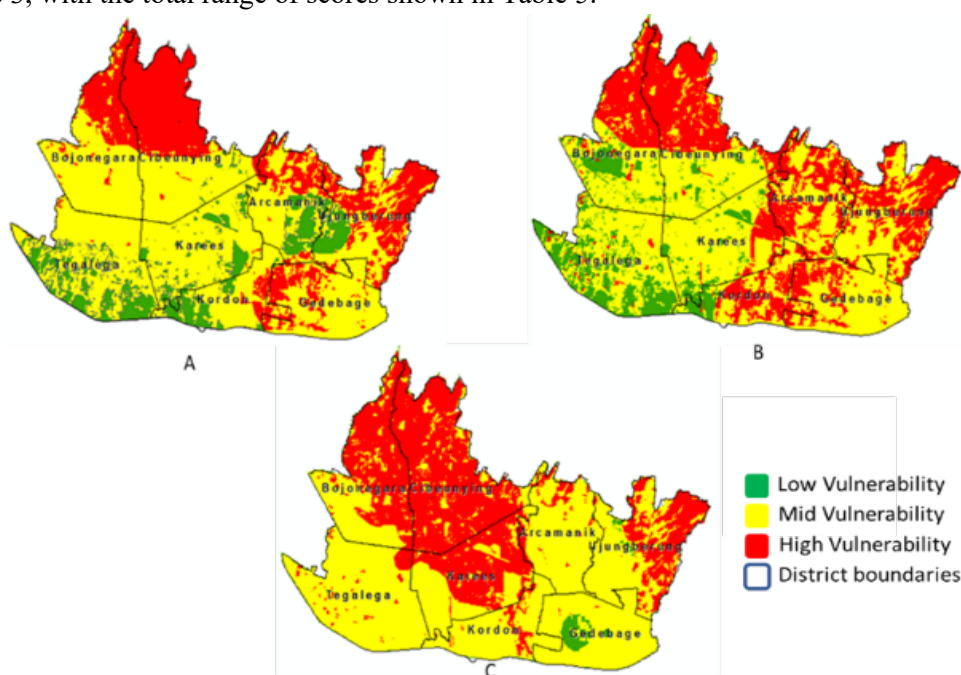 with the total range of scores shown in Table
Bojonegara Cibeunying
Arcamanik
Ujungberung
Karees
Tegalega
Kordon
Gedebage
A
Bojonegara Cibeunying
Arcamanik
Ujungberung
Karees
Tegalega
Kordon
Gedebage
B
Bojonegara Cibeunying
Arcamanik
Ujungberung
Karees
Tegalega
Kordon
Gedebage
C
Low Vulnerability
Mid Vulnerability
High Vulnerability
District boundaries